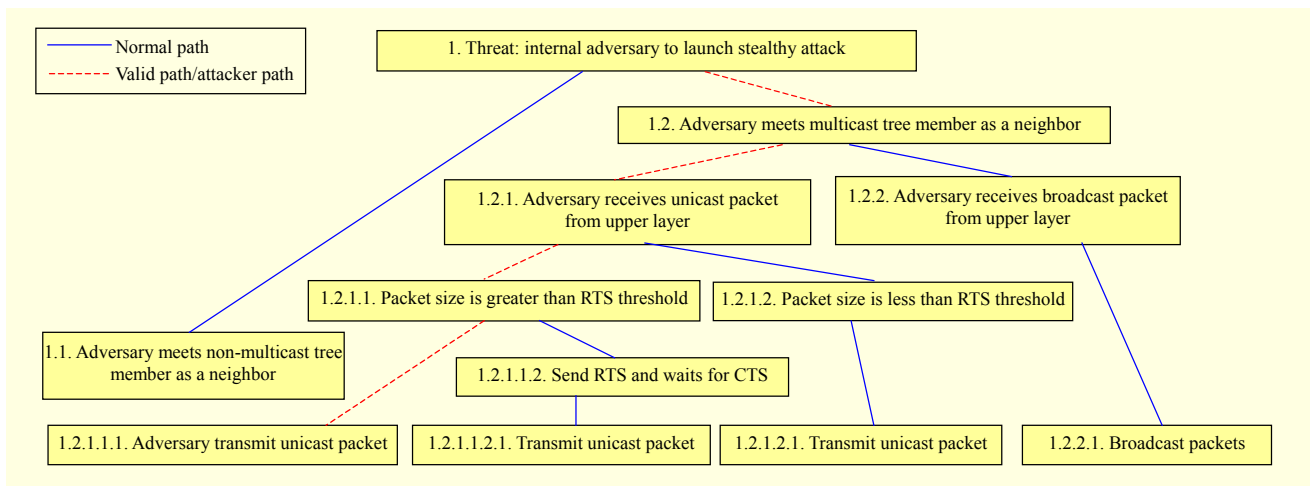 Normal path
Valid path/attacker path
1. Threat: internal adversary to launch stealthy attack
1.2. Adversary meets multicast tree member as a neighbor
1.2.1. Adversary receives unicast packet
from upper layer
1.2.2. Adversary receives broadcast packet
from upper layer
1.2.1.1. Packet size is greater than RTS threshold
1.2.1.2. Packet size is less than RTS threshold
1.1. Adversary meets non-multicast tree
member as a neighbor
1.2.1.1.2. Send RTS and waits for CTS
1.2.1.1.1. Adversary transmit unicast packet
1.2.1.1.2.1. Transmit unicast packet
1.2.1.2.1. Transmit unicast packet
1.2.2.1. Broadcast packets